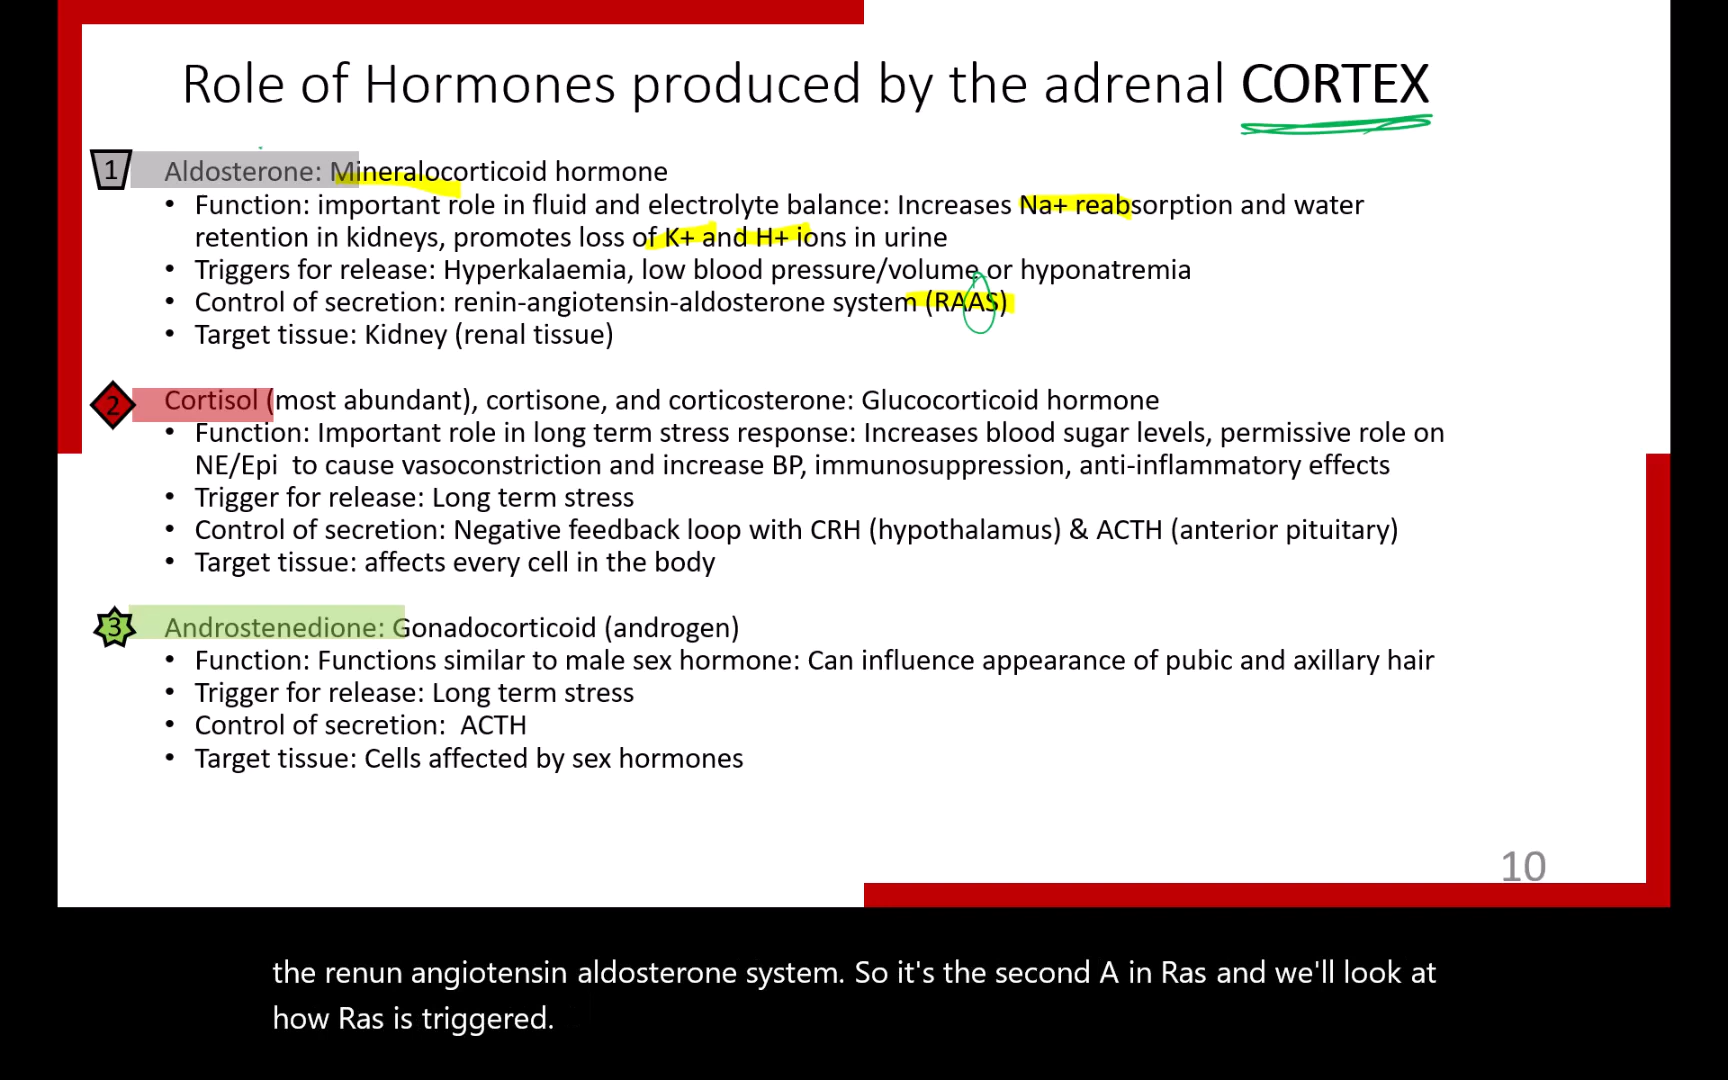 Role of Hormones produced by the adrenal CORTEX
1 Aldosterone: Mineralocorticoid hormone
• Function: important role in fluid and electrolyte balance: Increases Na+ reabsorption and water
retention in kidneys, promotes loss of K+ and H+ ions in urine
• Triggers for release: Hyperkalaemia, low blood pressure/volume or hyponatremia
• Control of secretion: renin-angiotensin-aldosterone system (RAAS)
• Target tissue: Kidney (renal tissue)
2 Cortisol (most abundant), cortisone, and corticosterone: Glucocorticoid hormone
• Function: Important role in long term stress response: Increases blood sugar levels, permissive role on
NE/Epi to cause vasoconstriction and increase BP, immunosuppression, anti-inflammatory effects
• Trigger for release: Long term stress
• Control of secretion: Negative feedback loop with CRH (hypothalamus) & ACTH (anterior pituitary)
• Target tissue: affects every cell in the body
3 Androstenedione: Gonadocorticoid (androgen)
• Function: Functions similar to male sex hormone: Can influence appearance of pubic and axillary hair
• Trigger for release: Long term stress
• Control of secretion: ACTH
• Target tissue: Cells affected by sex hormones
10
the renun angiotensin aldosterone system. So it's the second A in Ras and we'll look at
how Ras is triggered.